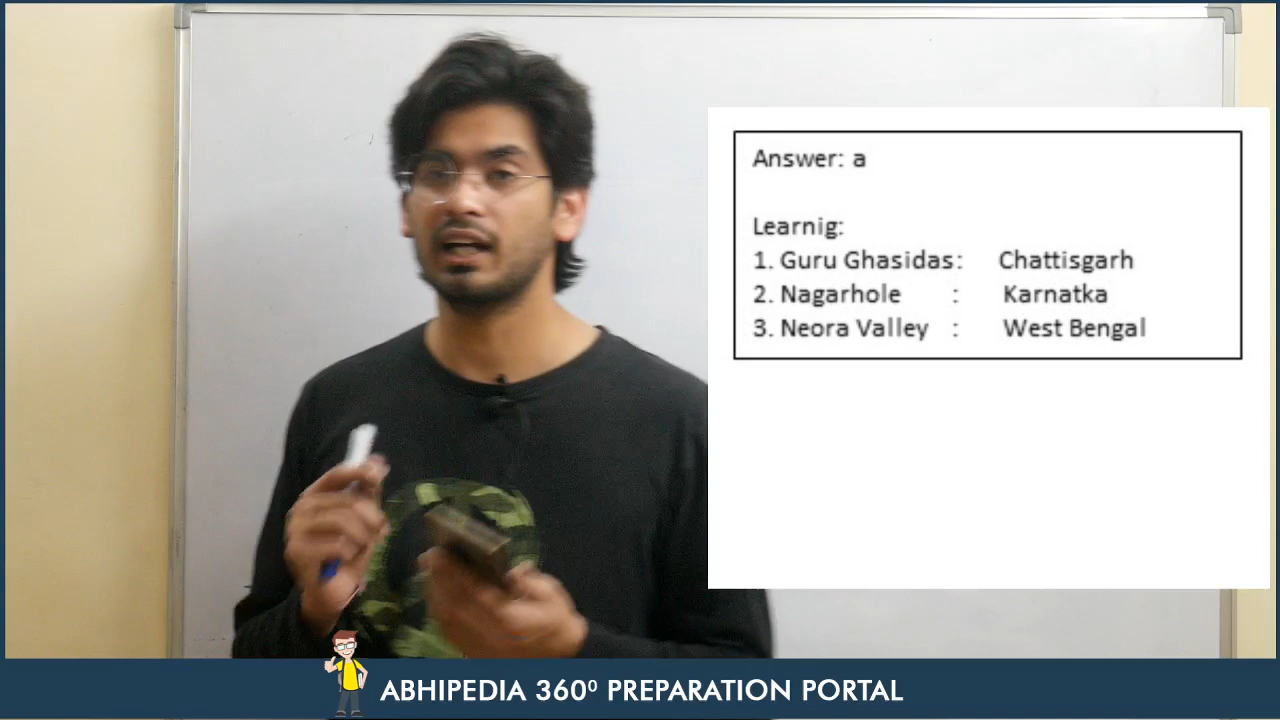 Answer: a
Learnig:
1. Guru Ghasidas: Chattisgarh
2. Nagarhole : Karnatka
3. Neora Valley : West Bengal
ABHIPEDIA 360⁰ PREPARATION PORTAL